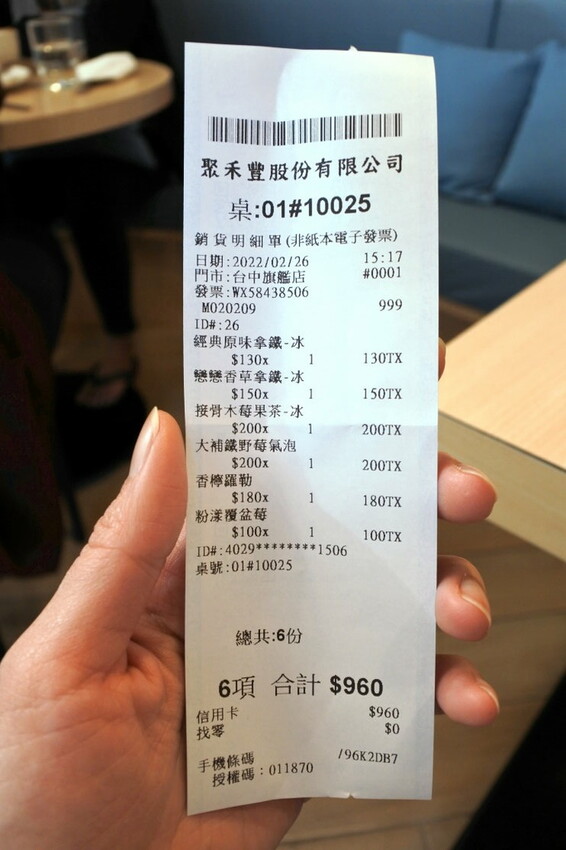 聚禾豐股份有限公司
桌:01#10025
銷貨明細單(非紙本電子發票)
日期:2022/02/26 15:17
門市:台中旗艦店 #0001
發票:WX58438506
M020209 999
ID#:26
經典原味拿鐵-冰
$130x 1 130TX
戀戀香草拿鐵-冰
$150x 1 150TX
接骨木莓果茶-冰
$200x 1 200TX
大補鐵野莓氣泡
$200x 1 200TX
香檸羅勒
$180x 1 180TX
粉漾覆盆莓
$100x 1 100TX
ID#:4029********1506
桌號:01#10025
總共:6份
6項 合計 $960
信用卡 $960
找零 $0
手機條碼 /96K2DB7
授權碼:011870